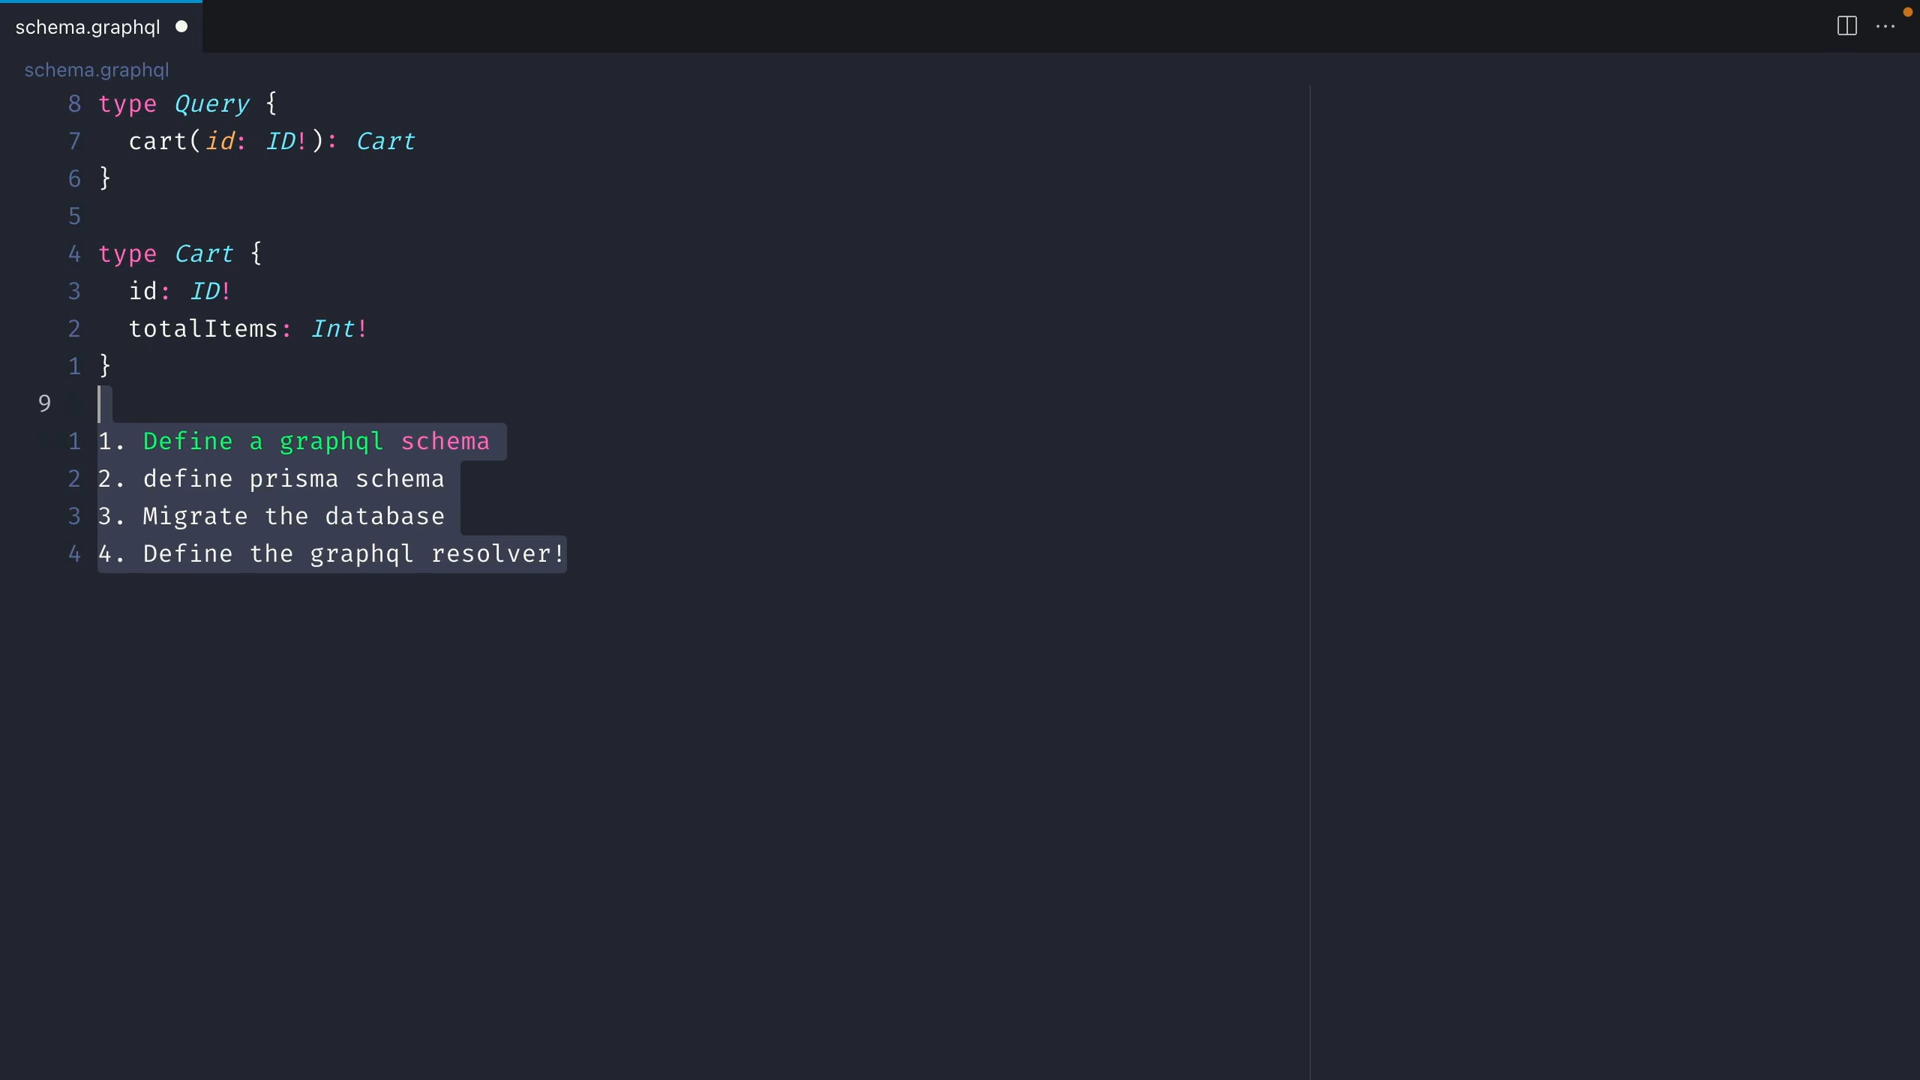 schema.graphql
schema.graphql
8 type Query {
7 cart(id: ID!): Cart
6 }
5
4 type Cart {
3 id: ID!
2 totalItems: Int!
1 }
9
1 1. Define a graphql schema
2 2. define prisma schema
3 3. Migrate the database
4 4. Define the graphql resolver!